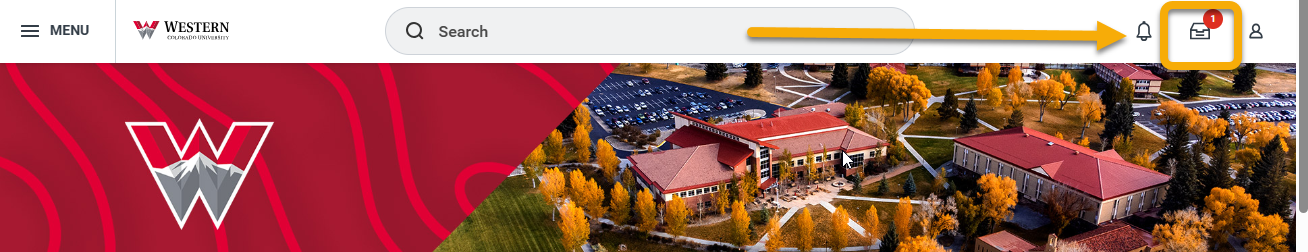 MENU
WESTERN
COLORADO UNIVERSITY
Search
1
W